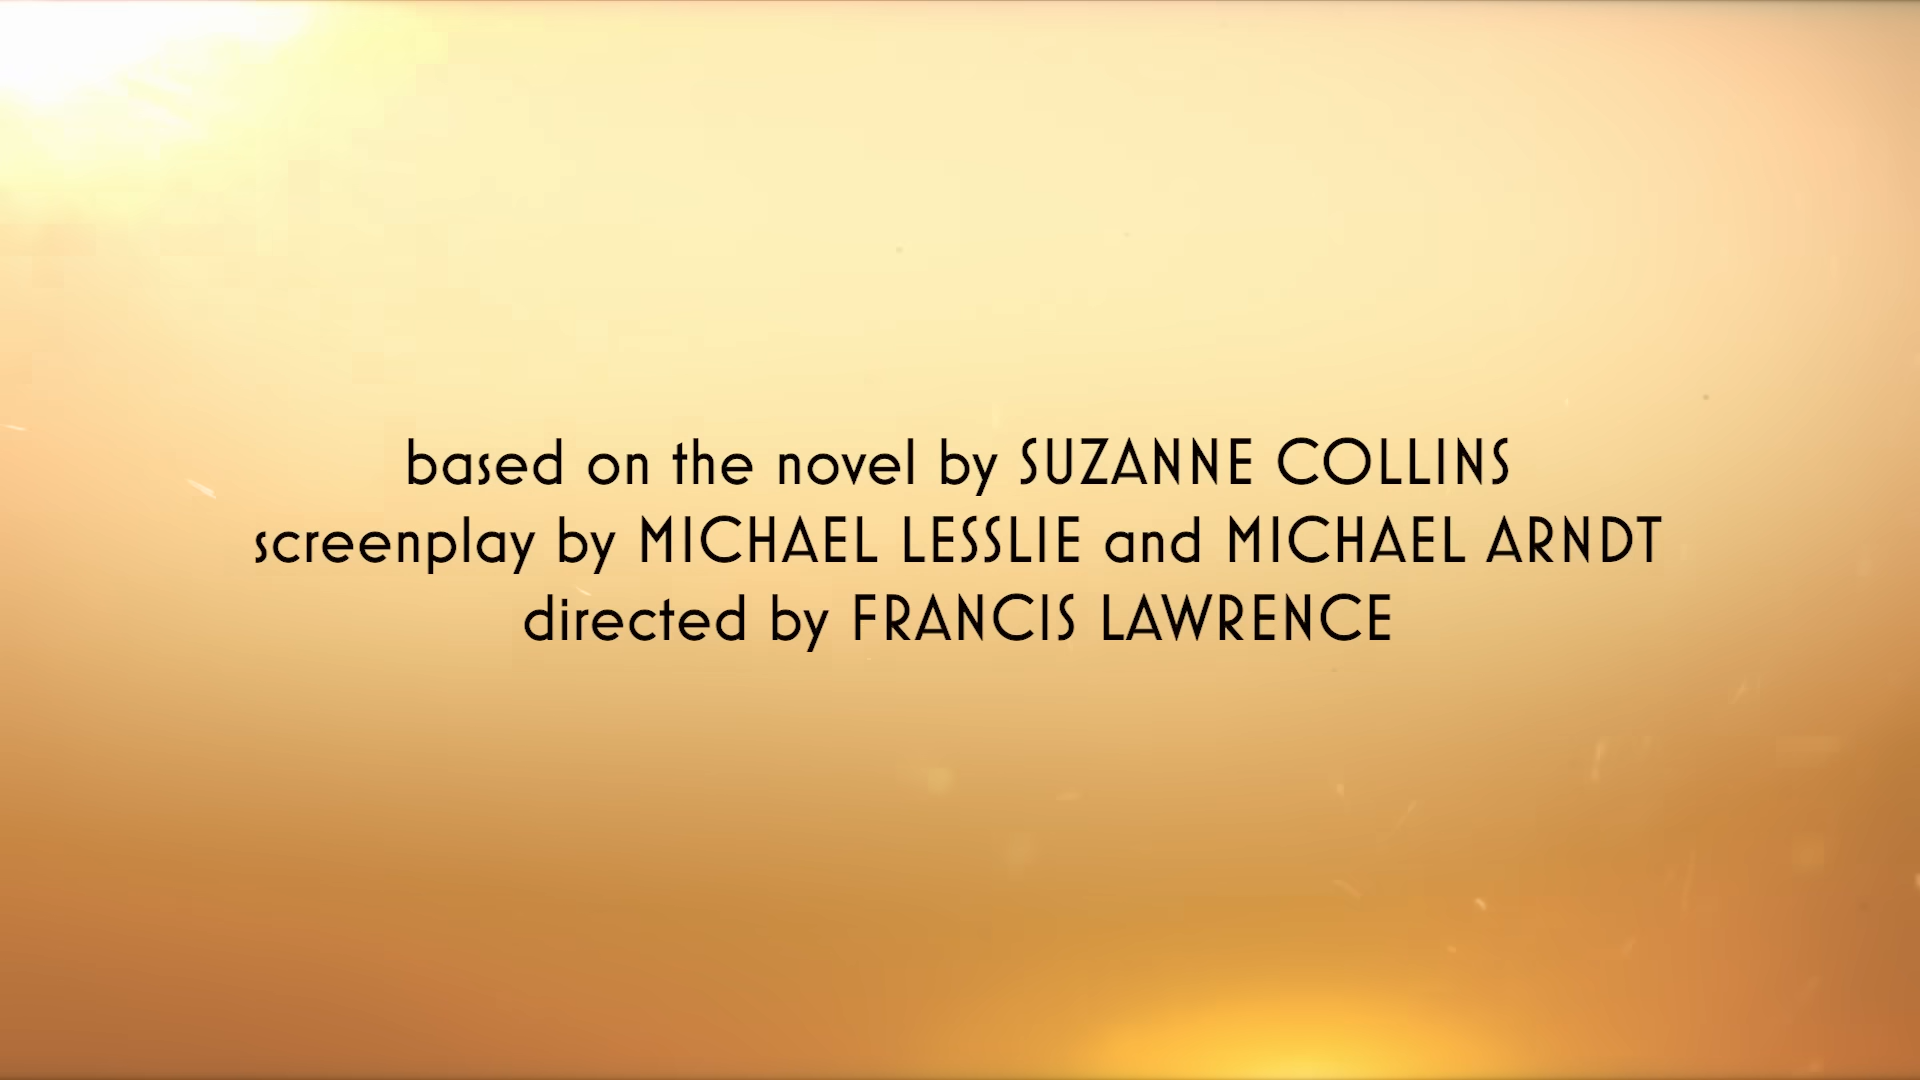 based on the novel by SUZANNE COLLINS
screenplay by MICHAEL LESSLIE and MICHAEL ARNDT
directed by FRANCIS LAWRENCE